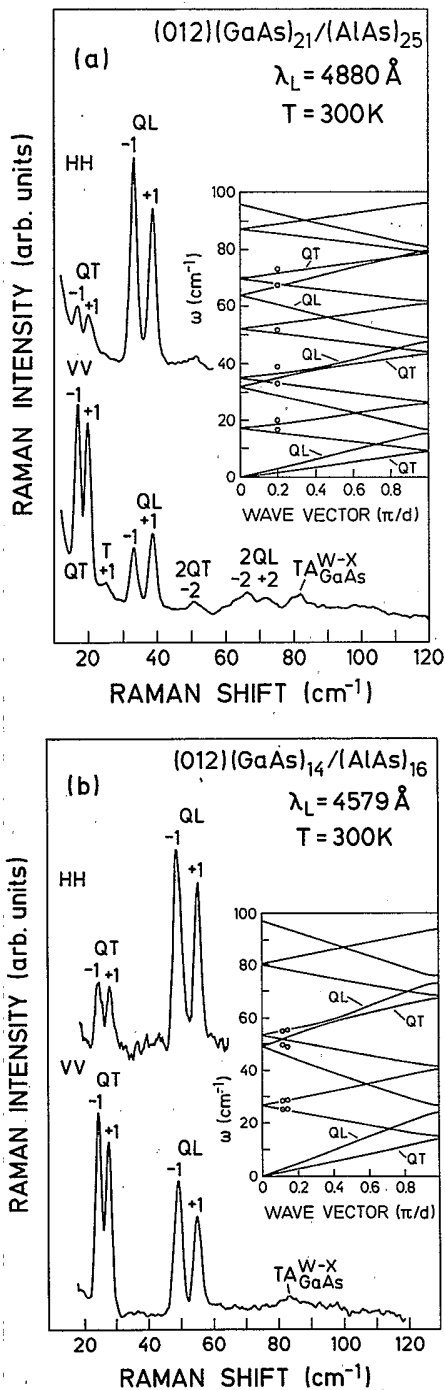 (a)
(012)(GaAs)21/(AlAs)25
λL = 4880 Å
T = 300K
QL
-1
+1
HH
QT
-1
+1
VV
-1
+1
QT
T
+1
QL
-1
+1
2QT
-2
2QL
-2 +2
TA W-X GaAs
RAMAN INTENSITY (arb. units)
20 40 60 80 100 120
RAMAN SHIFT (cm-1)
100
80
60
40
20
0
ω (cm-1)
QT
QL
QL
QT
QL
QT
0 0.2 0.4 0.6 0.8
WAVE VECTOR (π/d)
(b)
(012)(GaAs)14/(AlAs)16
λL = 4579 Å
T = 300K
QL
-1
+1
HH
QT
-1
+1
VV
QT
-1
+1
QL
-1
+1
TA W-X GaAs
RAMAN INTENSITY (arb. units)
20 40 60 80 100 120
RAMAN SHIFT (cm-1)
100
80
60
40
20
0
ω (cm-1)
QL
QT
QL
QT
0 0.2 0.4 0.6 0.8
WAVE VECTOR (π/d)